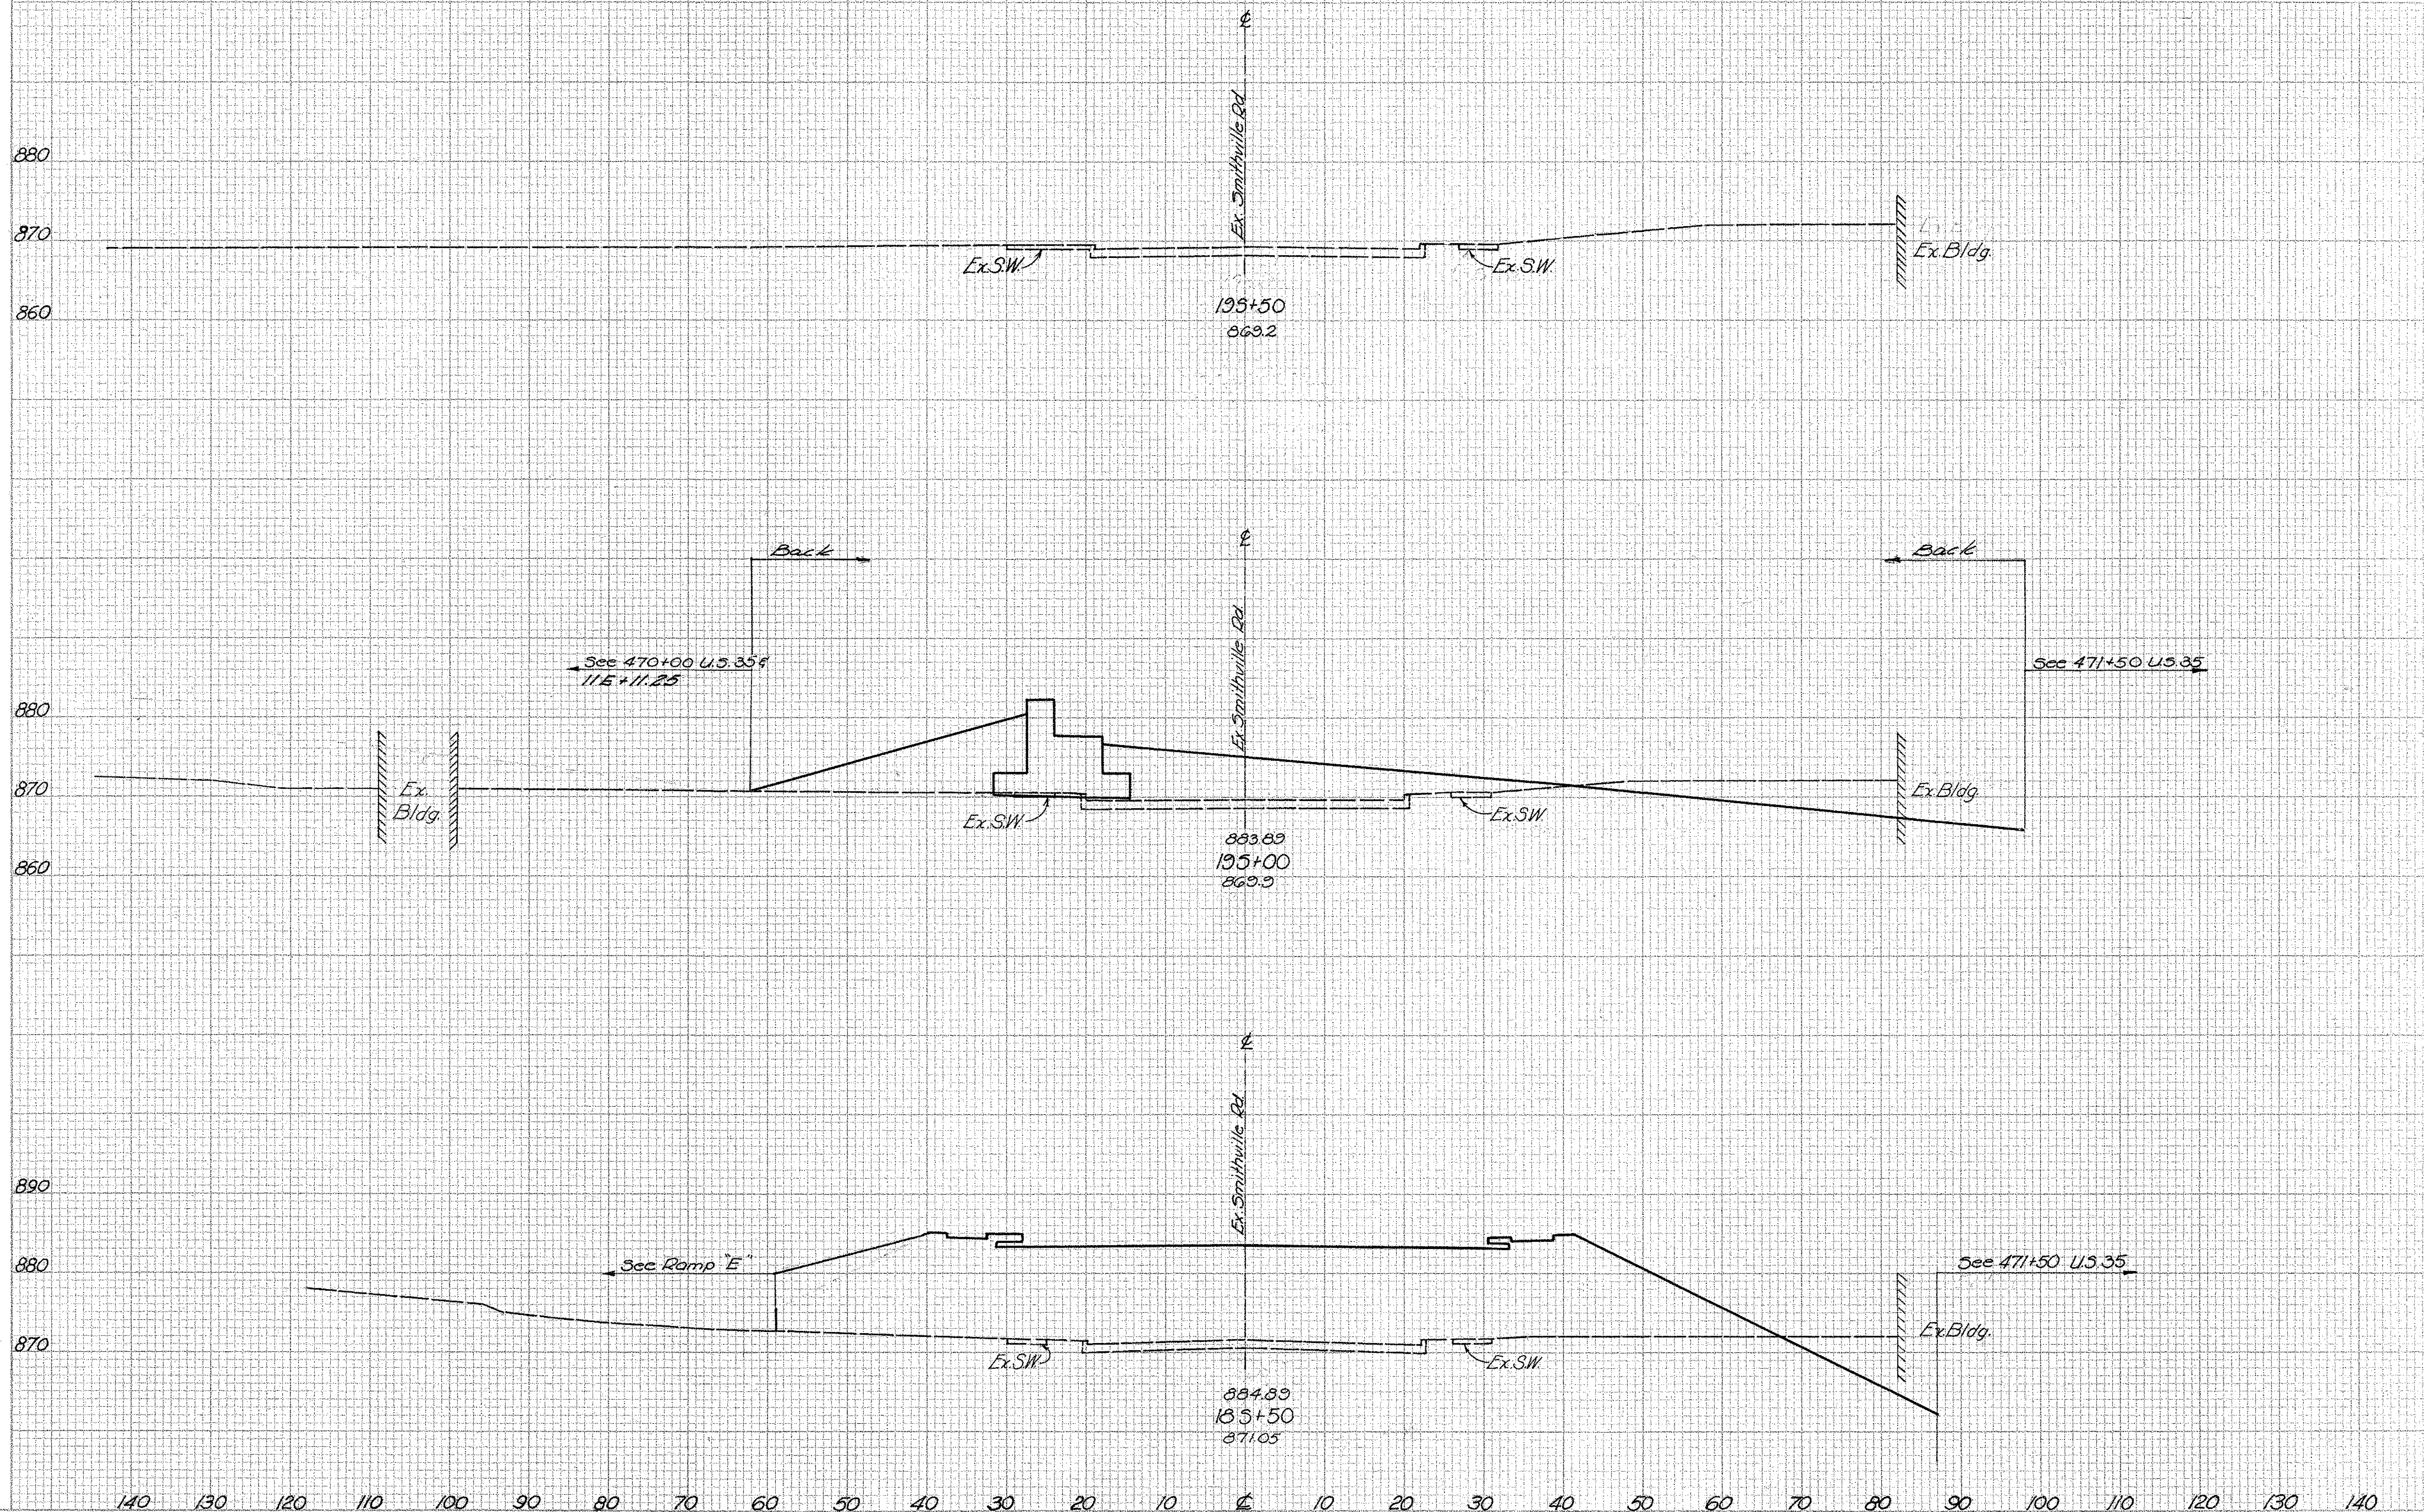 ℄
Ex. Smithville Rd.
880
870
860
Ex.S.W.
Ex.S.W.
Ex.Bldg.
19S+50
869.2
℄
Back
Back
Ex.Smithville Rd.
See 470+00 U.S.35 &
11E+11.25
See 471+50 U.S.35
880
870
860
Ex.
Bldg.
Ex.S.W.
Ex.S.W.
Ex.Bldg.
883.89
19S+00
869.9
℄
Ex.Smithville Rd.
890
880
870
See Ramp "E"
See 471+50 U.S.35
Ex.S.W.
Ex.S.W.
Ex.Bldg.
884.89
18S+50
871.05
140 130 120 110 100 90 80 70 60 50 40 30 20 10 ℄ 10 20 30 40 50 60 70 80 90 100 110 120 130 140